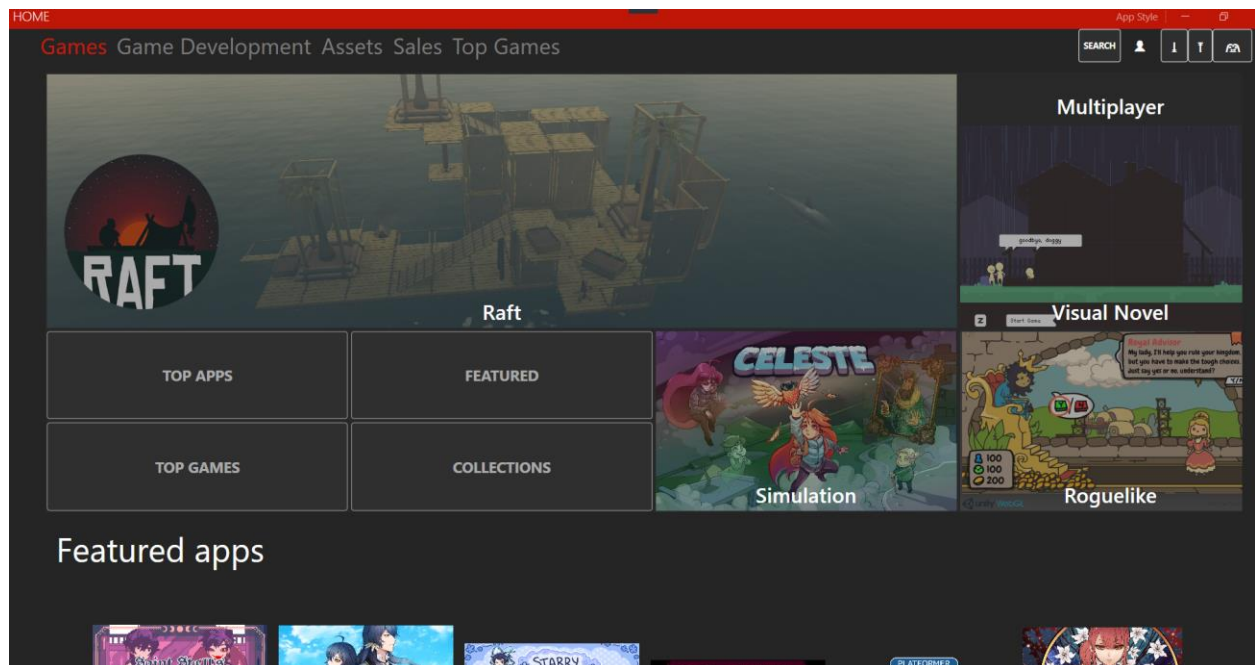 HOME
App Style
Games Game Development Assets Sales Top Games
SEARCH
RAFT
Raft
Multiplayer
goodbye, doggy
Z Start Game
Visual Novel
TOP APPS
FEATURED
TOP GAMES
COLLECTIONS
CELESTE
Simulation
Royal Advisor
My lady, I'll help you rule your kingdom,
but you have to make the tough choices.
Just say yes or no, understand?
100
100
200
Roguelike
Featured apps
STARRY
PLATFORMER